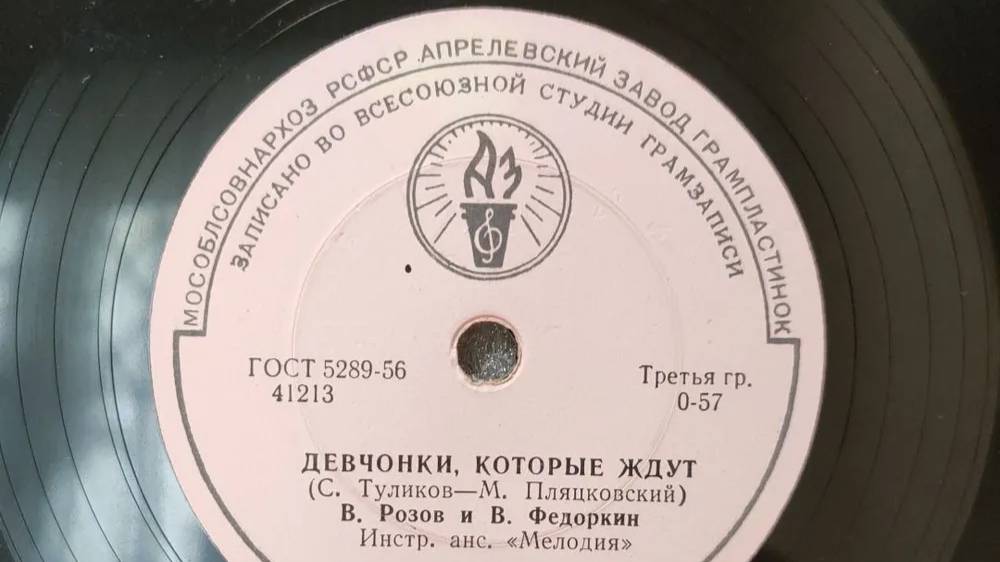 МОСОБЛСОВНАРХОЗ РСФСР АПРЕЛЕВСКИЙ ЗАВОД ГРАМПЛАСТИНОК
ЗАПИСАНО ВО ВСЕСОЮЗНОЙ СТУДИИ ГРАМЗАПИСИ
АЗ
ГОСТ 5289-56
41213
Третья гр.
0-57
ДЕВЧОНКИ, КОТОРЫЕ ЖДУТ
(С. Туликов—М. Пляцковский)
В. Розов и В. Федоркин
Инстр. анс. «Мелодия»